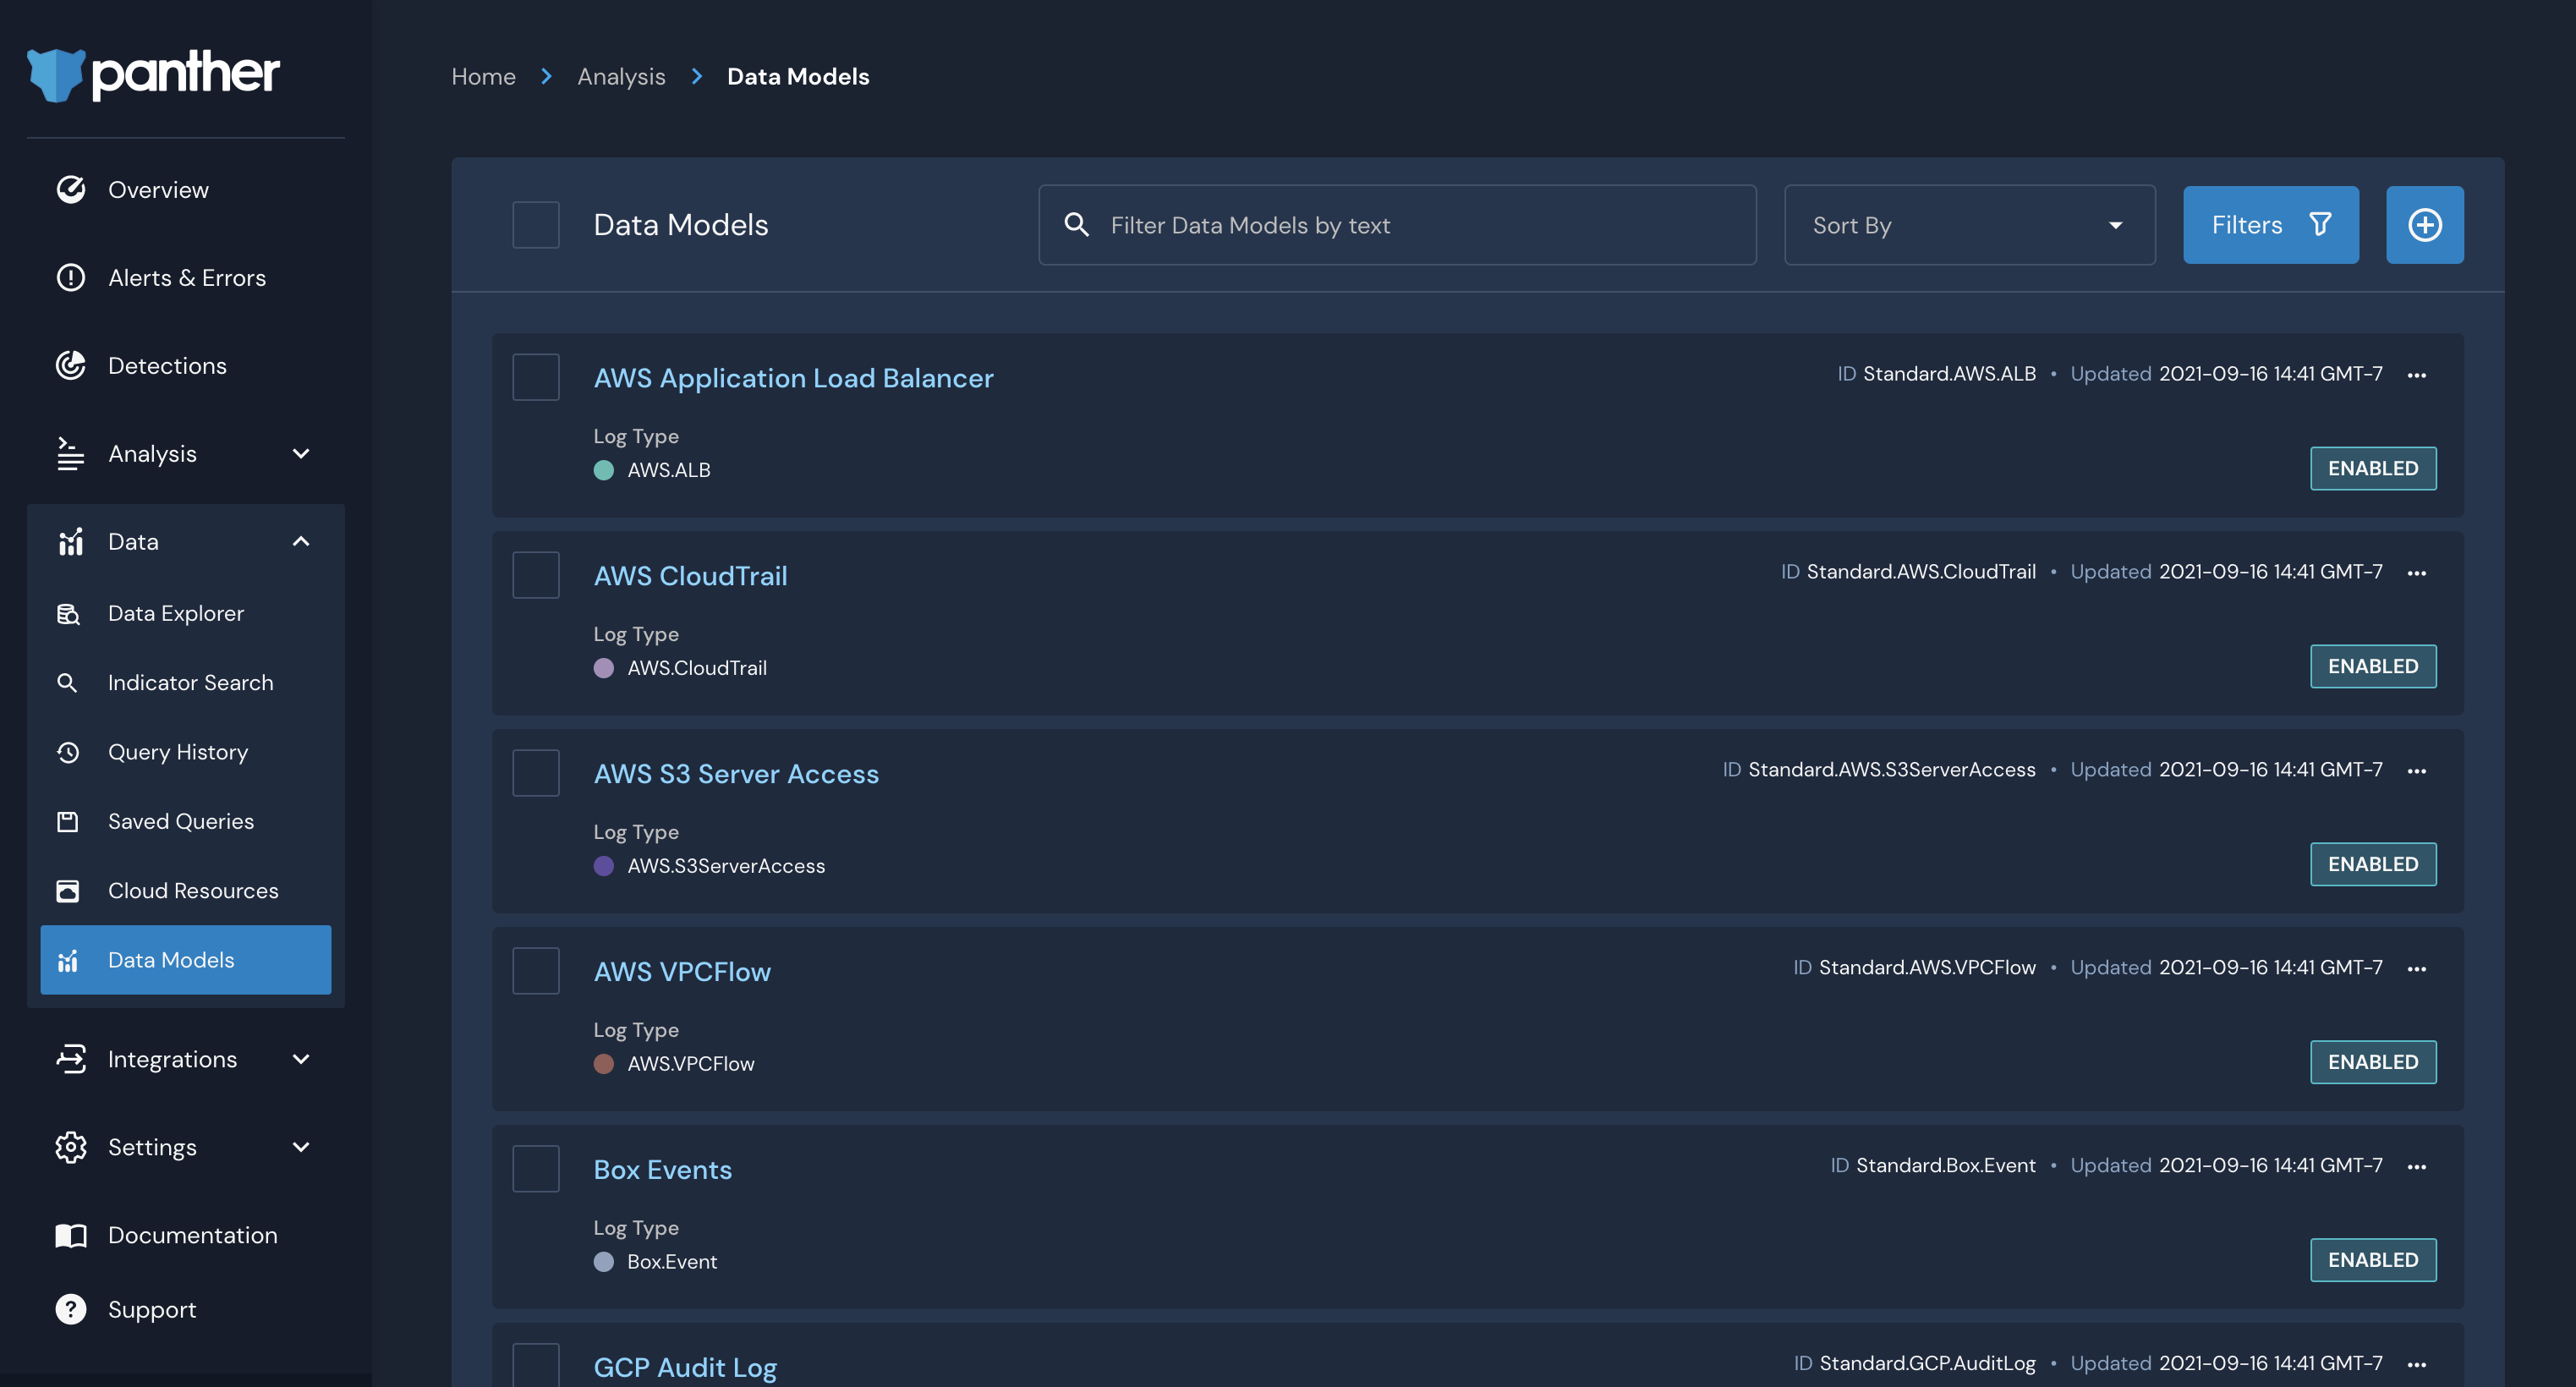 panther
Overview
Alerts & Errors
Detections
Analysis
Data
Data Explorer
Indicator Search
Query History
Saved Queries
Cloud Resources
Data Models
Integrations
Settings
Documentation
Support
Home > Analysis > Data Models
Data Models
Filter Data Models by text
Sort By
Filters
AWS Application Load Balancer
ID Standard.AWS.ALB • Updated 2021-09-16 14:41 GMT-7
Log Type
AWS.ALB
ENABLED
AWS CloudTrail
ID Standard.AWS.CloudTrail • Updated 2021-09-16 14:41 GMT-7
Log Type
AWS.CloudTrail
ENABLED
AWS S3 Server Access
ID Standard.AWS.S3ServerAccess • Updated 2021-09-16 14:41 GMT-7
Log Type
AWS.S3ServerAccess
ENABLED
AWS VPCFlow
ID Standard.AWS.VPCFlow • Updated 2021-09-16 14:41 GMT-7
Log Type
AWS.VPCFlow
ENABLED
Box Events
ID Standard.Box.Event • Updated 2021-09-16 14:41 GMT-7
Log Type
Box.Event
ENABLED
GCP Audit Log
ID Standard.GCP.AuditLog • Updated 2021-09-16 14:41 GMT-7